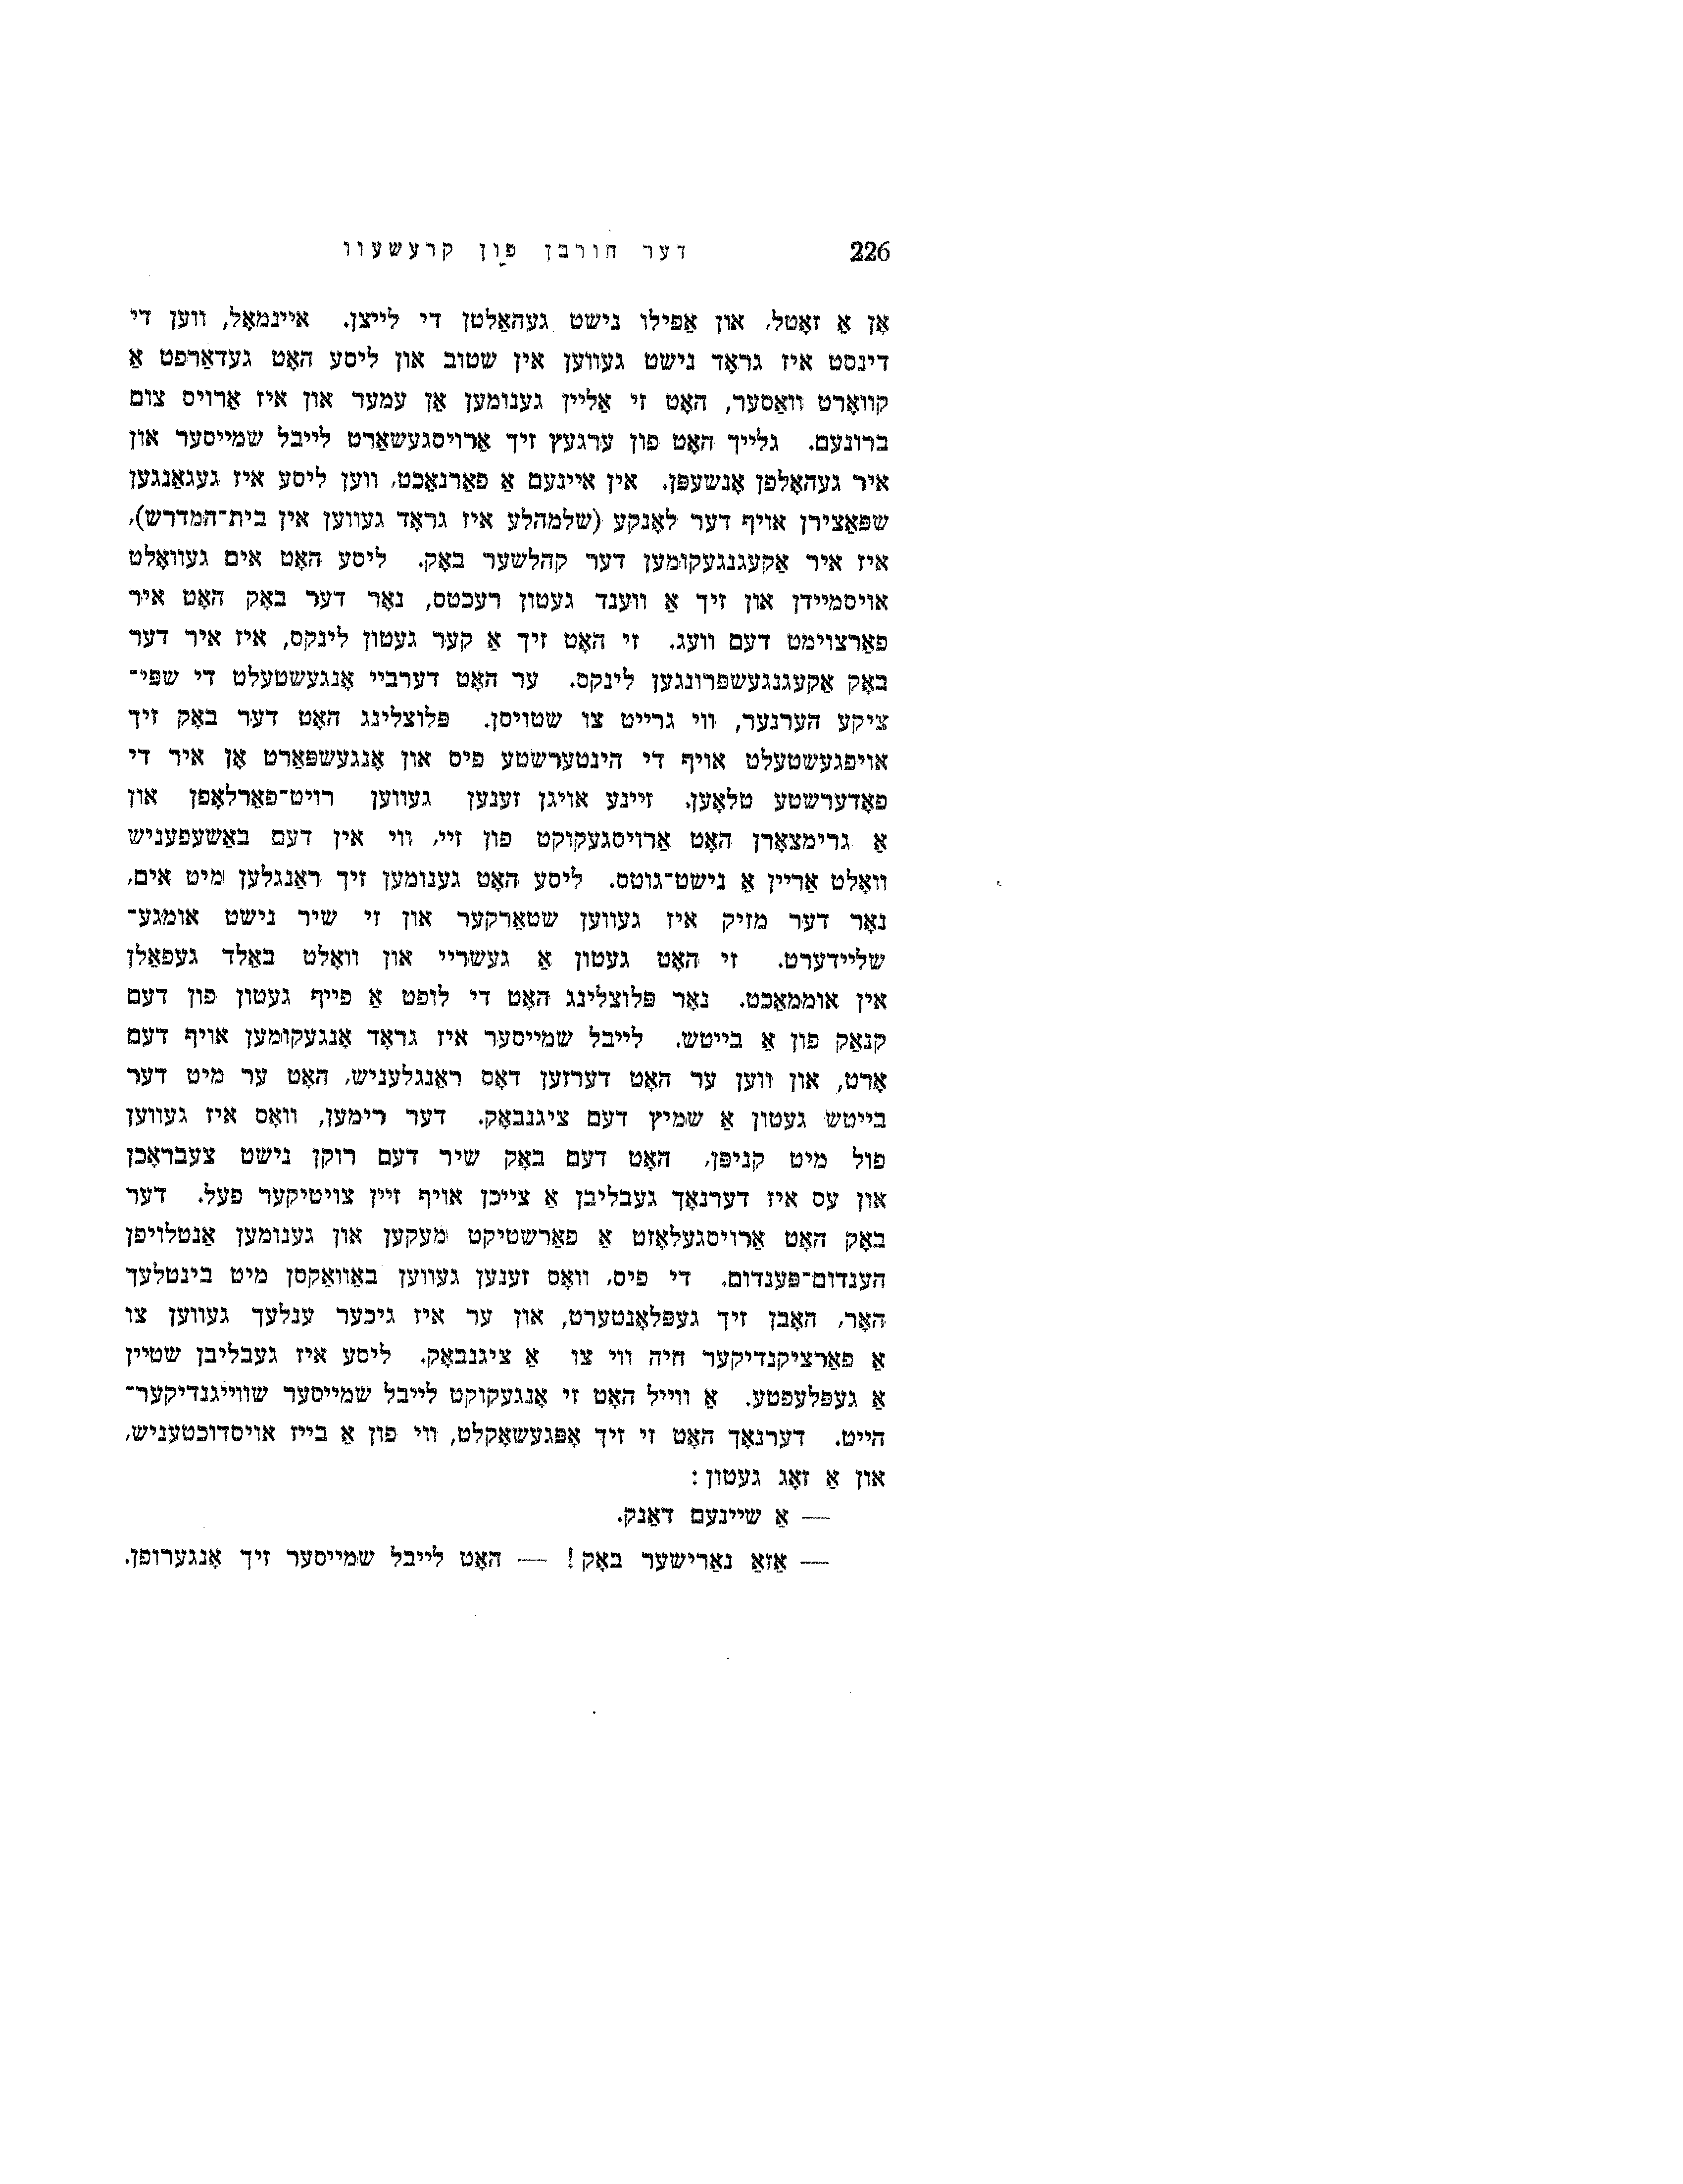 226 דער חורבן פון קרעשעוו
אָן אַ זאָטל, און אַפילו נישט געהאַלטן די לייצן. איינמאָל, ווען די
דינסט איז גראָד נישט געווען אין שטוב און ליסע האָט געדאַרפט אַ
קוואָרט וואַסער, האָט זי אַליין גענומען אַן עמער און איז אַרויס צום
ברונעם. גלייך האָט פון ערגעץ זיך אַרויסגעשאַרט לייבל שמייסער און
איר געהאָלפן אָנשעפּן. אין איינעם אַ פאַרנאַכט, ווען ליסע איז געגאַנגען
שפּאַצירן אויף דער לאָנקע (שלמהלע איז גראָד געווען אין בית־המדרש),
איז איר אַקעגנגעקומען דער קהלשער באָק. ליסע האָט אים געוואָלט
אויסמיידן און זיך אַ ווענד געטון רעכטס, נאָר דער באָק האָט איר
פאַרצוימט דעם וועג. זי האָט זיך אַ קער געטון לינקס, איז איר דער
באָק אַקעגנגעשפּרונגען לינקס. ער האָט דערביי אָנגעשטעלט די שפּי־
ציקע הערנער, ווי גרייט צו שטויסן. פּלוצלינג האָט דער באָק זיך
אויפגעשטעלט אויף די הינטערשטע פיס און אָנגעשפּאַרט אָן איר די
פאָדערשטע טלאָען. זיינע אויגן זענען געווען רויט־פאַרלאָפן און
אַ גרימצאָרן האָט אַרויסגעקוקט פון זיי, ווי אין דעם באַשעפעניש
וואָלט אַריין אַ נישט־גוטס. ליסע האָט גענומען זיך ראַנגלען מיט אים,
נאָר דער מזיק איז געווען שטאַרקער און זי שיר נישט אומגע־
שליידערט. זי האָט געטון אַ געשריי און וואָלט באַלד געפאַלן
אין אוממאַכט. נאָר פּלוצלינג האָט די לופט אַ פייף געטון פון דעם
קנאַק פון אַ בייטש. לייבל שמייסער איז גראָד אָנגעקומען אויף דעם
אָרט, און ווען ער האָט דערזען דאָס ראַנגלעניש, האָט ער מיט דער
בייטש געטון אַ שמיץ דעם ציגנבאָק. דער רימען, וואָס איז געווען
פול מיט קניפּן, האָט דעם באָק שיר דעם רוקן נישט צעבראָכן
און עס איז דערנאָך געבליבן אַ צייכן אויף זיין צויטיקער פעל. דער
באָק האָט אַרויסגעלאָזט אַ פאַרשטיקט מעקען און גענומען אַנטלויפן
הענדום־פּענדום. די פיס, וואָס זענען געווען באַוואַקסן מיט בינטלעך
האָר, האָבן זיך געפּלאָנטערט, און ער איז גיכער ענלעך געווען צו
אַ פאַרציקנדיקער חיה ווי צו אַ ציגנבאָק. ליסע איז געבליבן שטיין
אַ געפּלעפטע. אַ ווייל האָט זי אָנגעקוקט לייבל שמייסער שווייגנדיקער־
הייט. דערנאָך האָט זי זיך אָפּגעשאָקלט, ווי פון אַ בייז אויסדוכטעניש,
און אַ זאָג געטון:
— אַ שיינעם דאַנק.
— אַזאַ נאַרישער באָק! — האָט לייבל שמייסער זיך אָנגערופן.